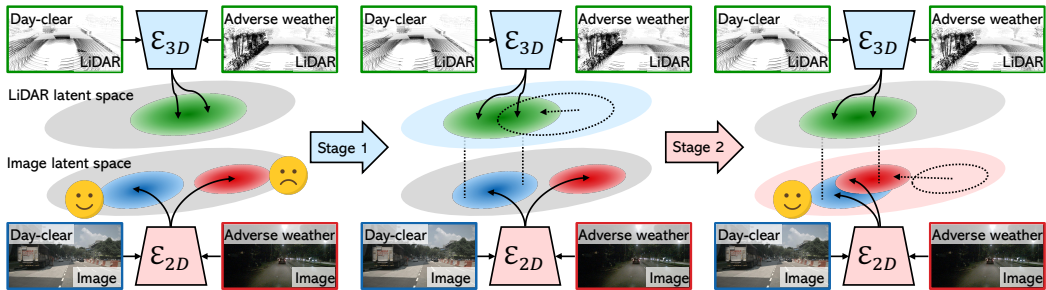 Day-clear
LiDAR
ℰ3D
Adverse weather
LiDAR
LiDAR latent space
Image latent space
Day-clear
Image
ℰ2D
Adverse weather
Image
Stage 1
Day-clear
LiDAR
ℰ3D
Adverse weather
LiDAR
Day-clear
Image
ℰ2D
Adverse weather
Image
Stage 2
Day-clear
LiDAR
ℰ3D
Adverse weather
LiDAR
Day-clear
Image
ℰ2D
Adverse weather
Image